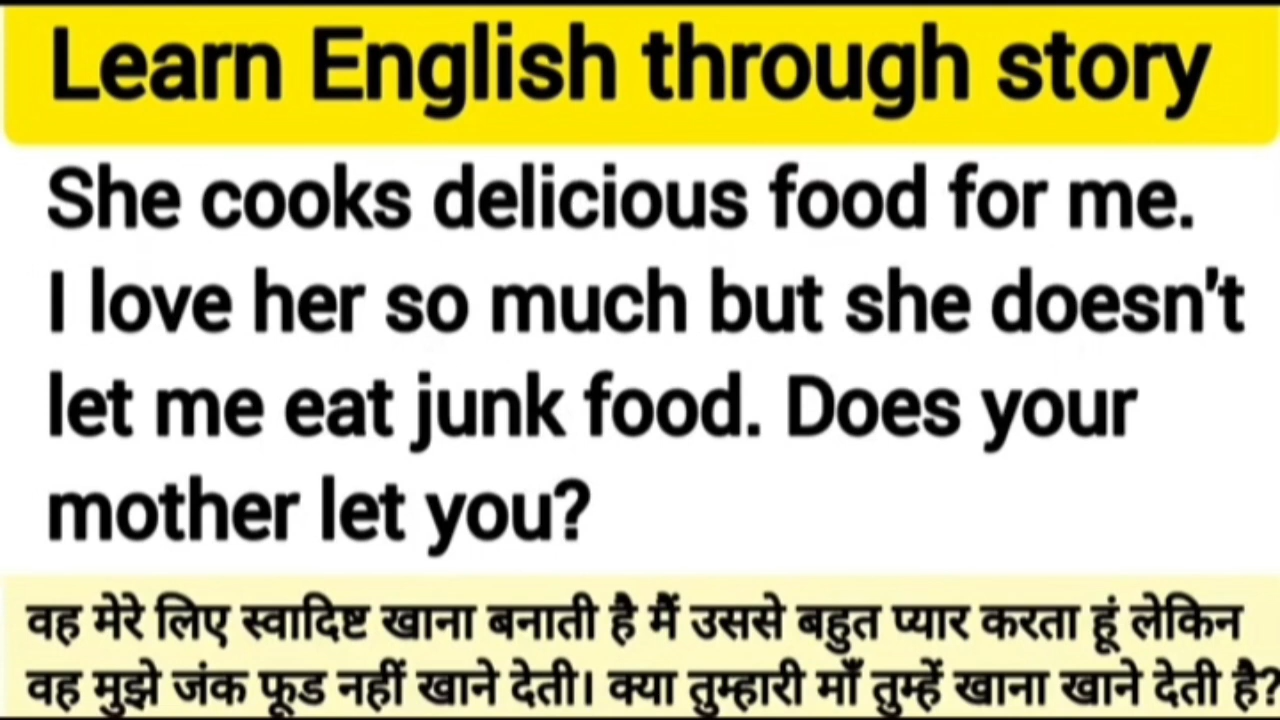 Learn English through story
She cooks delicious food for me.
I love her so much but she doesn't
let me eat junk food. Does your
mother let you?
वह मेरे लिए स्वादिष्ट खाना बनाती है मैं उससे बहुत प्यार करता हूं लेकिन
वह मुझे जंक फूड नहीं खाने देती। क्या तुम्हारी माँ तुम्हें खाना खाने देती है?